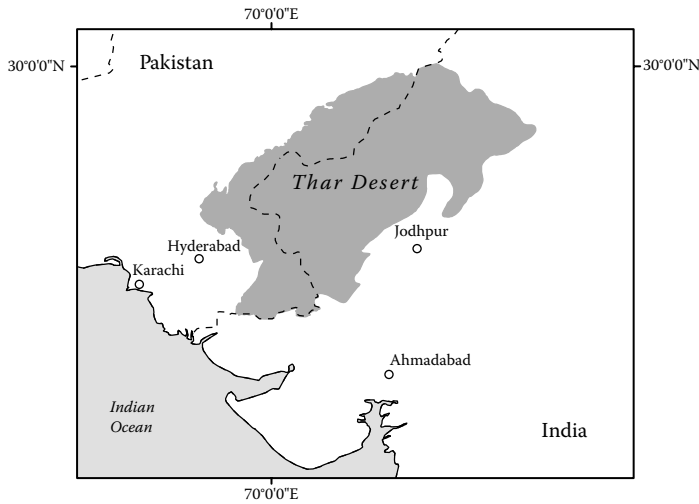 70°0'0"E
30°0'0"N
Pakistan
30°0'0"N
Thar Desert
Jodhpur
Hyderabad
Karachi
Ahmadabad
Indian
Ocean
India
70°0'0"E